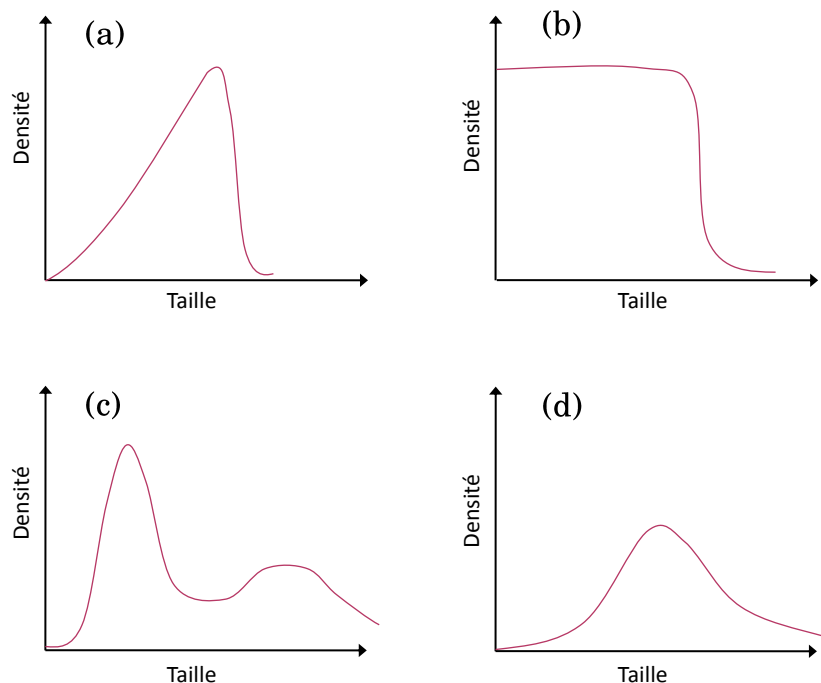 (a)
Densité
Taille
(b)
Densité
Taille
(c)
Densité
Taille
(d)
Densité
Taille